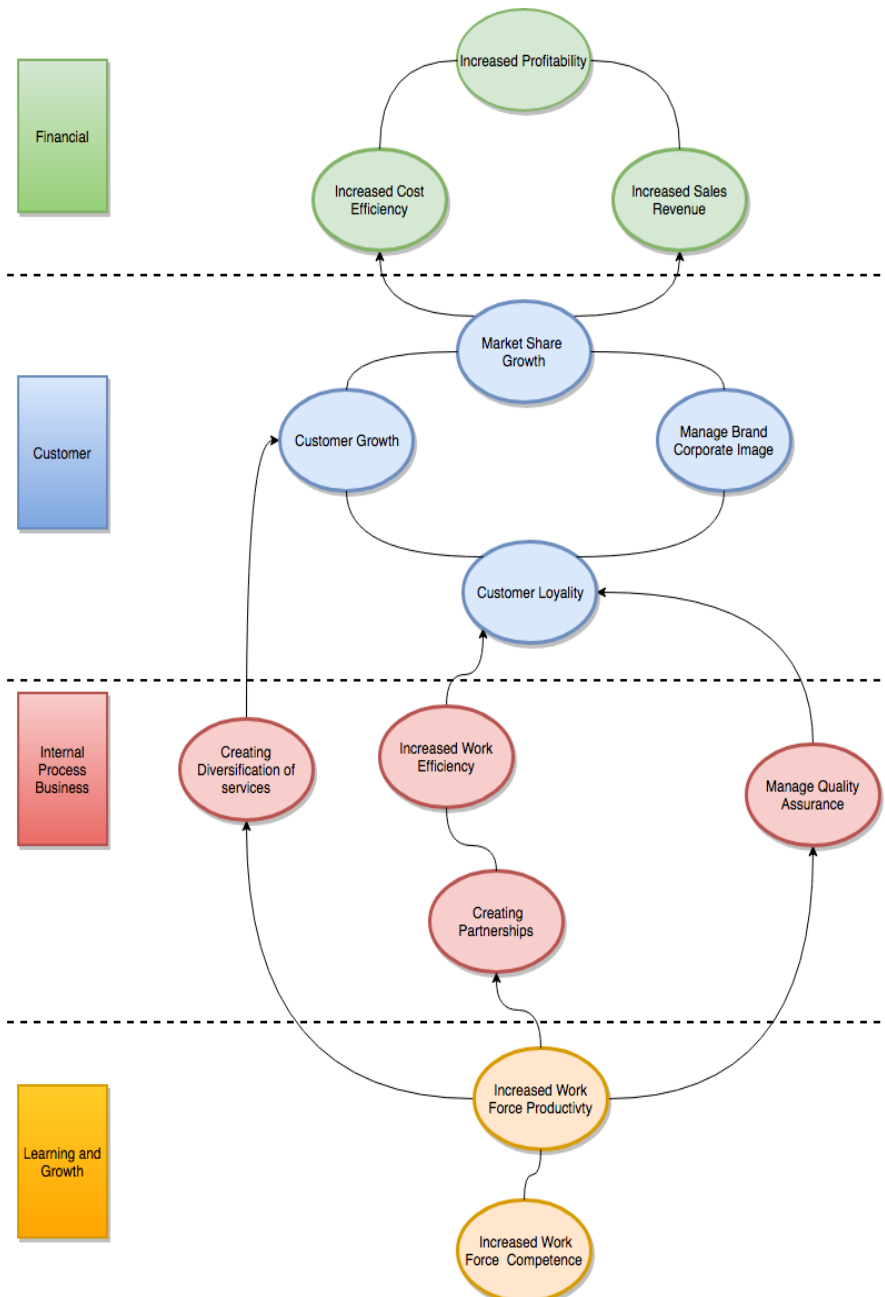 Increased Profitability
Financial
Increased Cost
Efficiency
Increased Sales
Revenue
Market Share
Growth
Customer
Customer Growth
Manage Brand
Corporate Image
Customer Loyality
Internal
Process
Business
Creating
Diversification of
services
Increased Work
Efficiency
Manage Quality
Assurance
Creating
Partnerships
Learning and
Growth
Increased Work
Force Productivty
Increased Work
Force  Competence